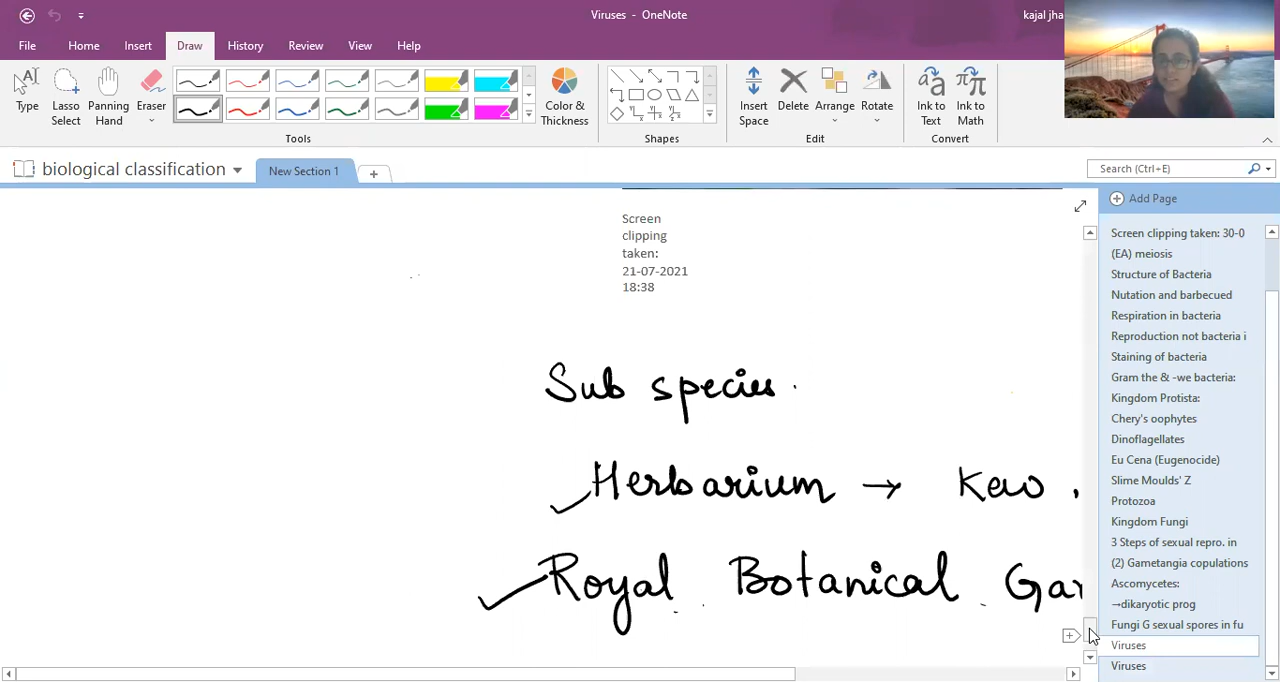 Viruses - OneNote
kajal jha
File Home Insert Draw History Review View Help
Type
Lasso Select
Panning Hand
Eraser
Color & Thickness
Insert Space
Delete
Arrange
Rotate
Ink to Text
Ink to Math
Tools
Shapes
Edit
Convert
biological classification
New Section 1
Search (Ctrl+E)
Add Page
Screen clipping taken: 30-0
(EA) meiosis
Structure of Bacteria
Nutation and barbecued
Respiration in bacteria
Reproduction not bacteria i
Staining of bacteria
Gram the & -we bacteria:
Kingdom Protista:
Chery's oophytes
Dinoflagellates
Eu Cena (Eugenocide)
Slime Moulds' Z
Protozoa
Kingdom Fungi
3 Steps of sexual repro. in
(2) Gametangia copulations
Ascomycetes:
→dikaryotic prog
Fungi G sexual spores in fu
Viruses
Viruses
Screen
clipping
taken:
21-07-2021
18:38
Sub species.
Herbarium → Kew.
Royal Botanical Gar